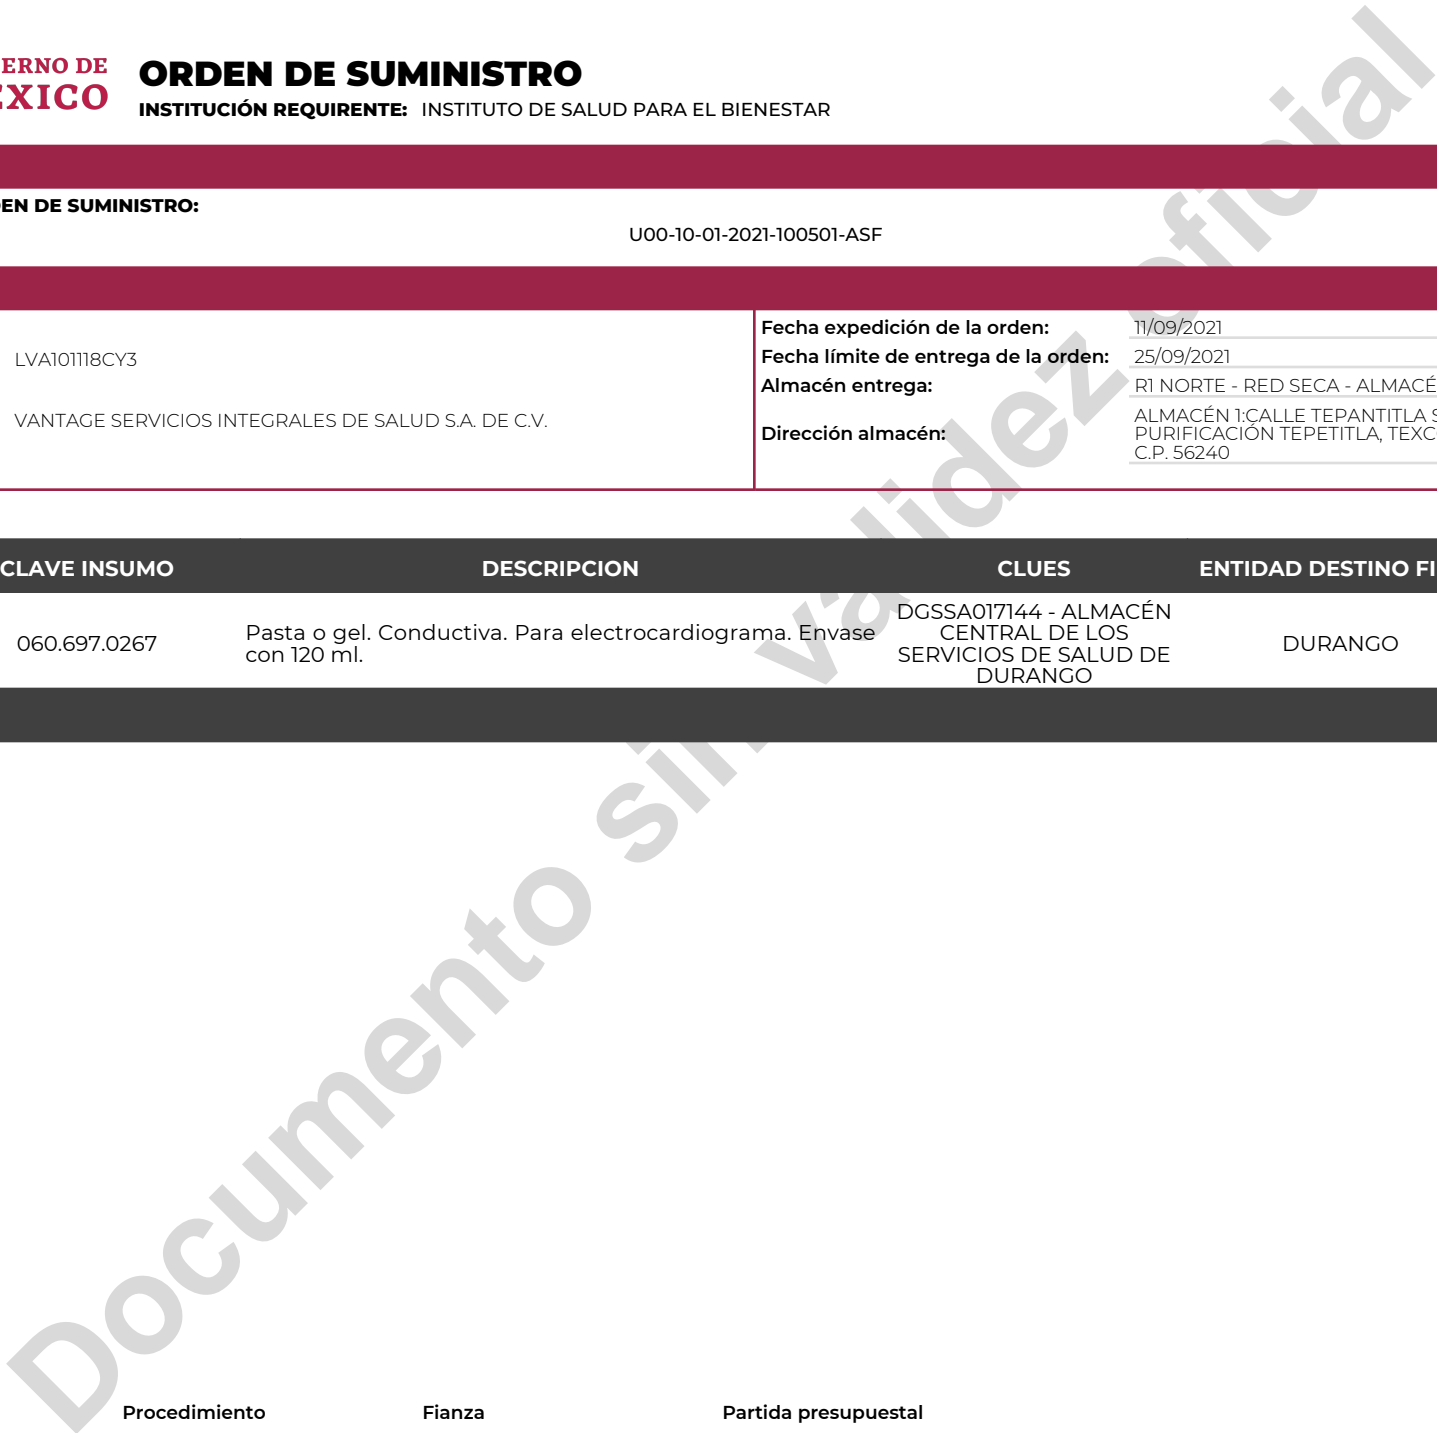 ERNO DE
EXICO
ORDEN DE SUMINISTRO
INSTITUCIÓN REQUIRENTE: INSTITUTO DE SALUD PARA EL BIENESTAR
EN DE SUMINISTRO:
U00-10-01-2021-100501-ASF
LVA101118CY3
VANTAGE SERVICIOS INTEGRALES DE SALUD S.A. DE C.V.
Fecha expedición de la orden: 11/09/2021
Fecha límite de entrega de la orden: 25/09/2021
Almacén entrega: R1 NORTE - RED SECA - ALMACÉ
Dirección almacén: ALMACÉN 1:CALLE TEPANTITLA S
PURIFICACIÓN TEPETITLA, TEXC
C.P. 56240
CLAVE INSUMO DESCRIPCION CLUES ENTIDAD DESTINO FI
060.697.0267
Pasta o gel. Conductiva. Para electrocardiograma. Envase
con 120 ml.
DGSSA017144 - ALMACÉN
CENTRAL DE LOS
SERVICIOS DE SALUD DE
DURANGO
DURANGO
Documento sin validez oficial
Procedimiento Fianza Partida presupuestal